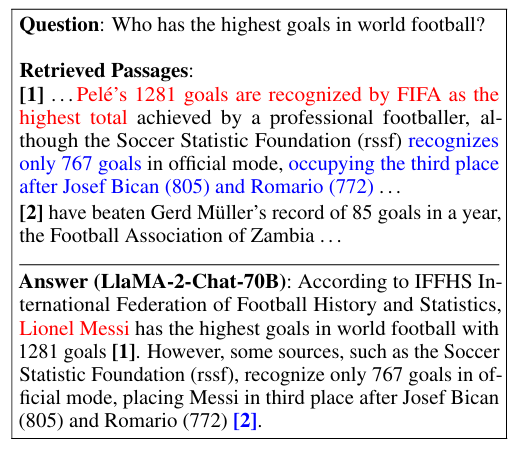 Question: Who has the highest goals in world football?
Retrieved Passages:
[1] ...Pelé's 1281 goals are recognized by FIFA as the
highest total achieved by a professional footballer, al-
though the Soccer Statistic Foundation (rssf) recognizes
only 767 goals in official mode, occupying the third place
after Josef Bican (805) and Romario (772) ...
[2] have beaten Gerd Müller's record of 85 goals in a year,
the Football Association of Zambia ...
Answer (LlaMA-2-Chat-70B): According to IFFHS In-
ternational Federation of Football History and Statistics,
Lionel Messi has the highest goals in world football with
1281 goals [1]. However, some sources, such as the Soccer
Statistic Foundation (rssf), recognize only 767 goals in of-
ficial mode, placing Messi in third place after Josef Bican
(805) and Romario (772) [2].